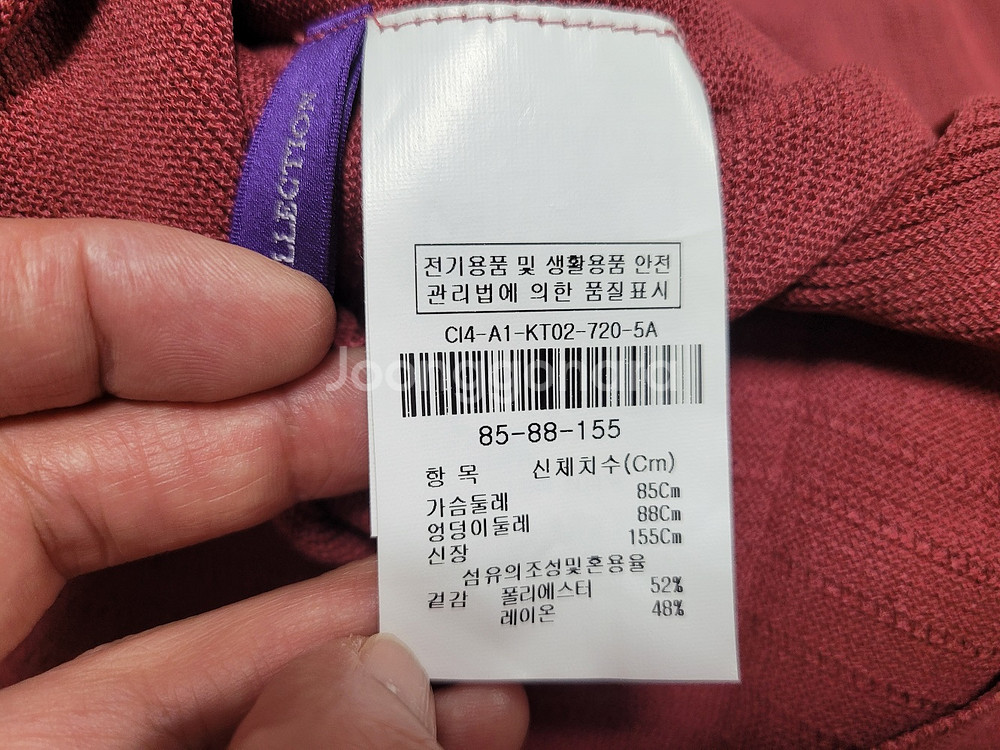 LLECTION
전기용품 및 생활용품 안전
관리법에 의한 품질표시
CI4-A1-KT02-720-5A
Joonggonara
85-88-155
항 목 신체치수(Cm)
가슴둘레 85Cm
엉덩이둘레 88Cm
신장 155Cm
섬유의조성및혼용율
겉감 폴리에스터 52%
레이온 48%